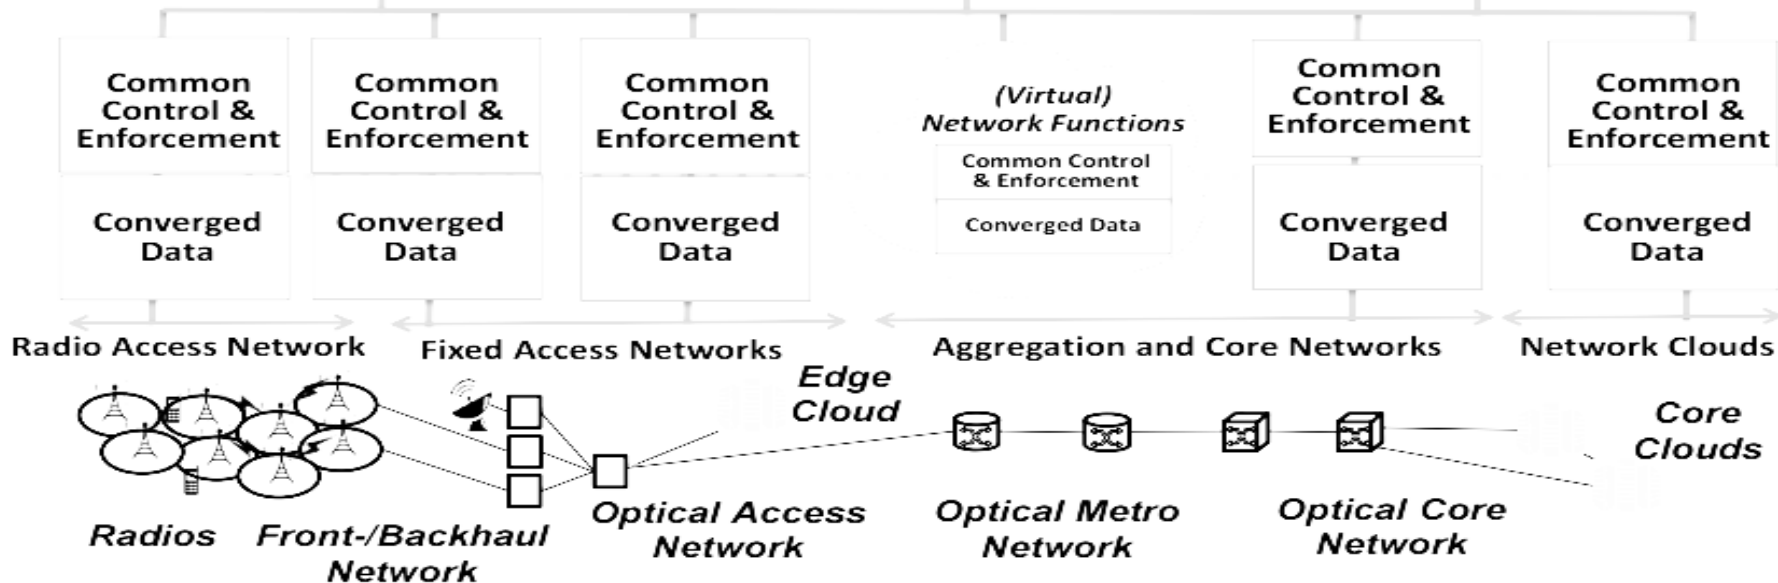 Common
Control &
Enforcement
Converged
Data
Common
Control &
Enforcement
Converged
Data
Common
Control &
Enforcement
Converged
Data
(Virtual)
Network Functions
Common Control
& Enforcement
Converged Data
Common
Control &
Enforcement
Converged
Data
Common
Control &
Enforcement
Converged
Data
Radio Access Network
Fixed Access Networks
Aggregation and Core Networks
Network Clouds
Edge
Cloud
Core
Clouds
Radios
Front-/Backhaul
Network
Optical Access
Network
Optical Metro
Network
Optical Core
Network